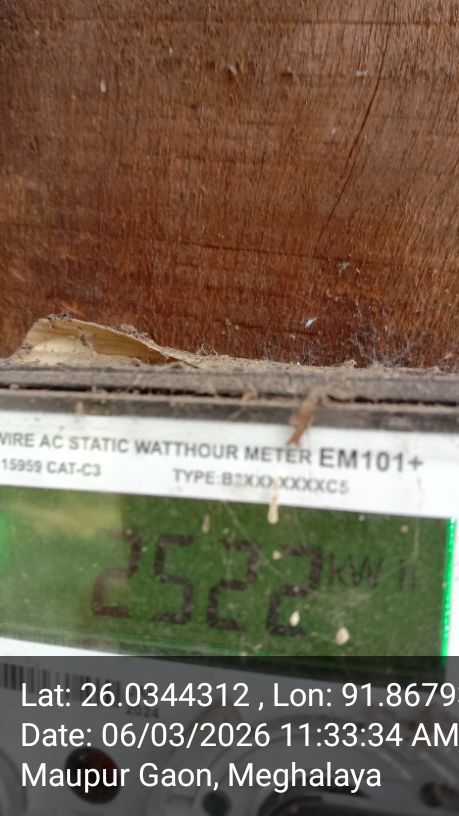 WIRE AC STATIC WATTHOUR METER EM101+
15959 CAT-C3
2522 kWh
Lat: 26.0344312 , Lon: 91.8679
Date: 06/03/2026 11:33:34 AM
Maupur Gaon, Meghalaya